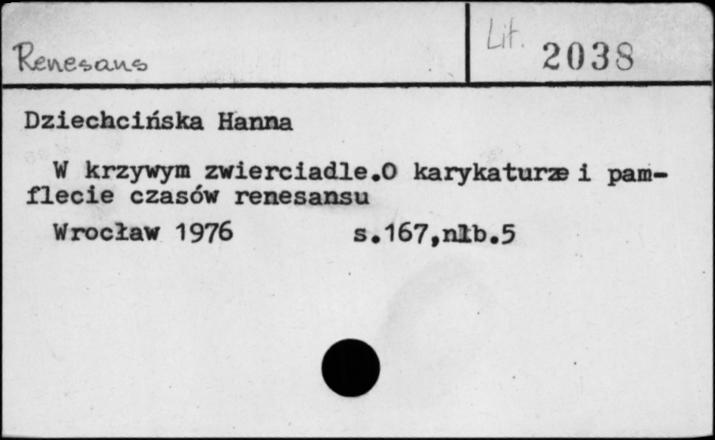 Renesans
Lit. 2038
Dziechcińska Hanna
W krzywym zwierciadle.O karykaturze i pam-
flecie czasów renesansu
Wrocław 1976 s.167,nlb.5